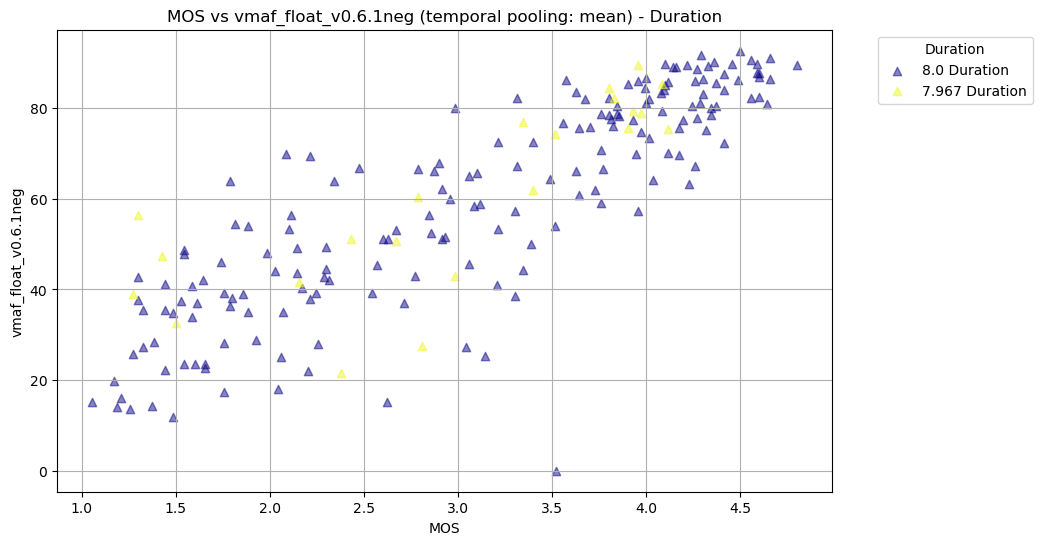 MOS vs vmaf_float_v0.6.1neg (temporal pooling: mean) - Duration
Duration
8.0 Duration
7.967 Duration
vmaf_float_v0.6.1neg
80
60
40
20
0
1.0 1.5 2.0 2.5 3.0 3.5 4.0 4.5
MOS